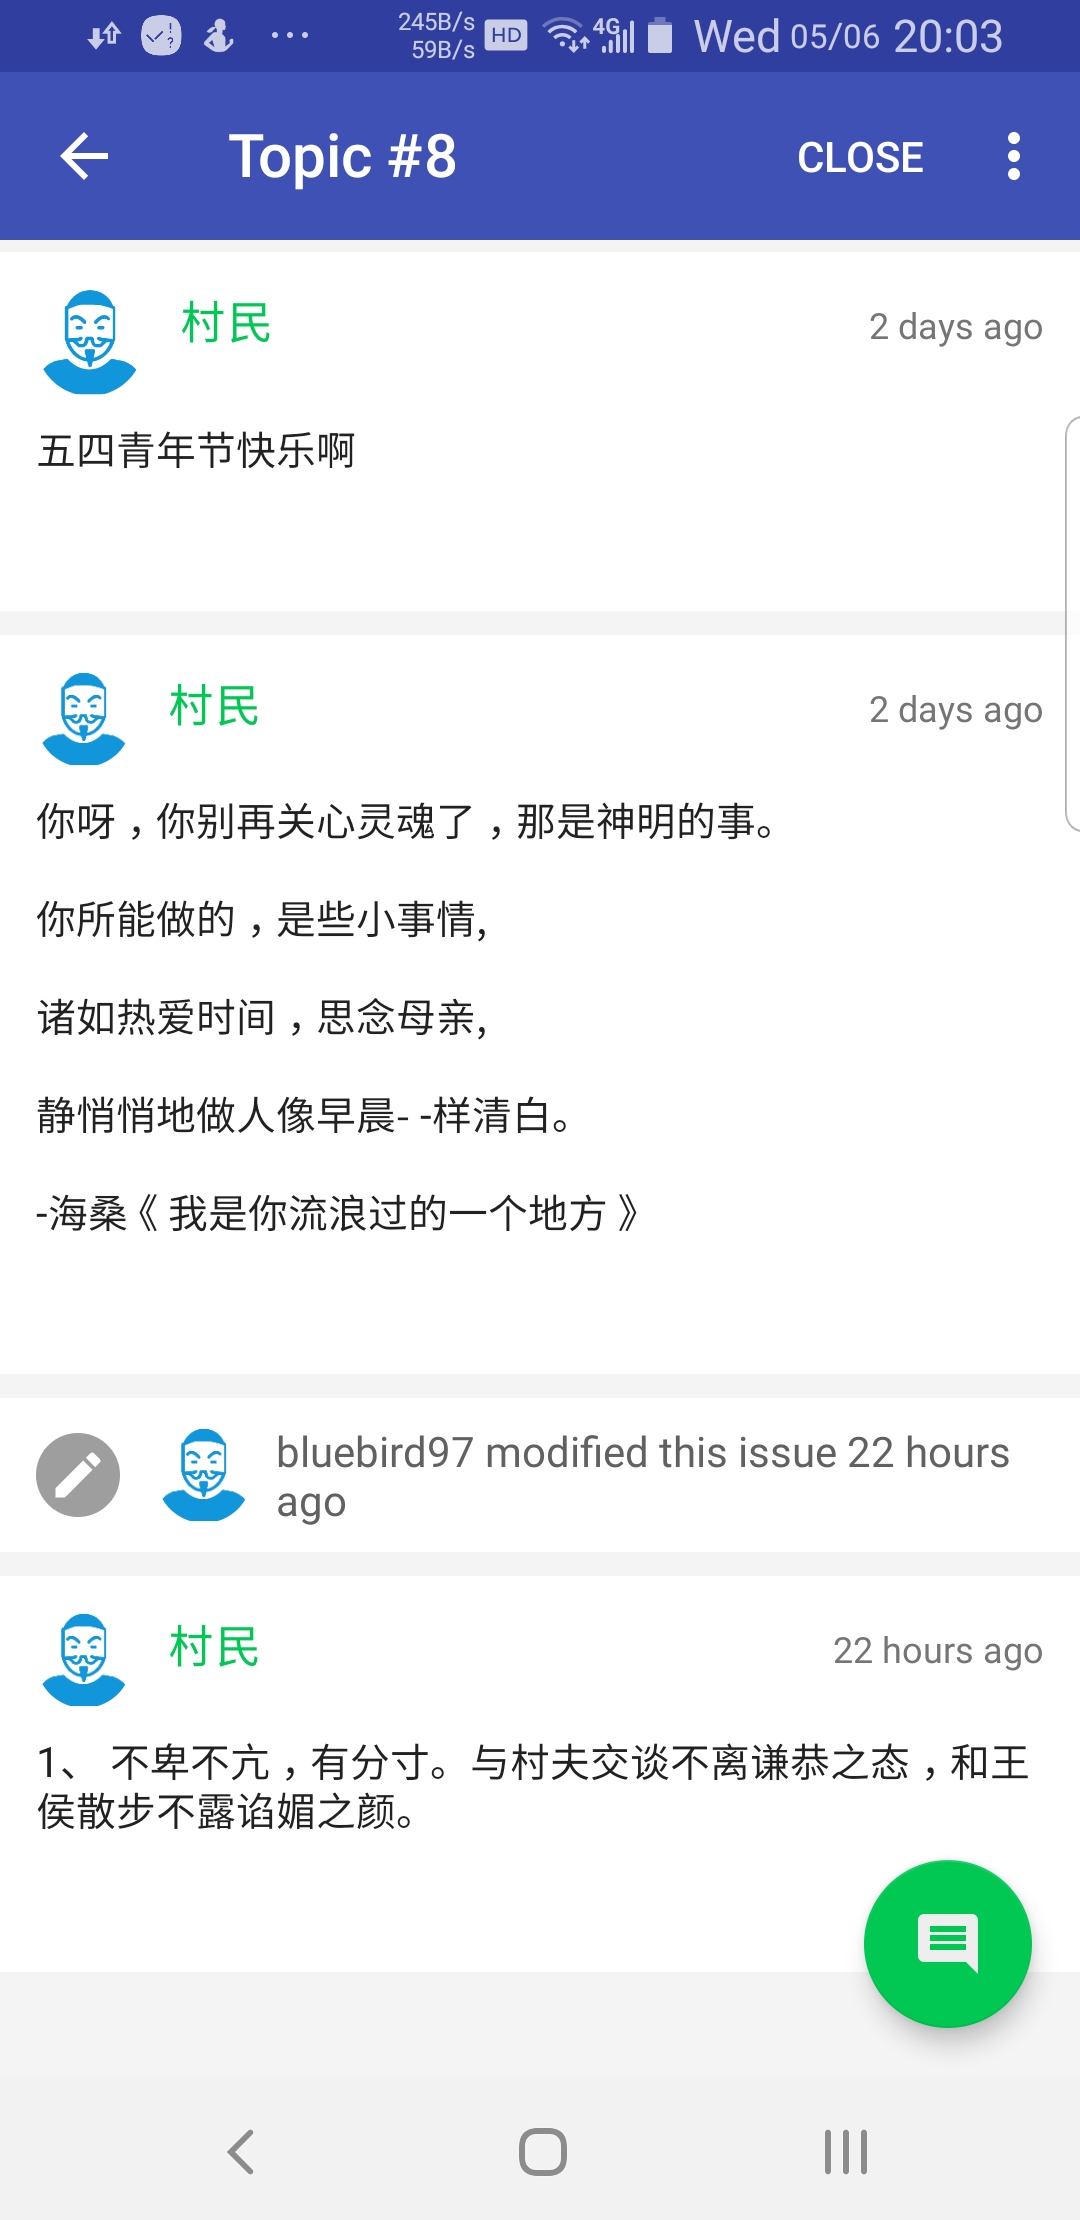 245B/s
59B/s
HD
4G
Wed 05/06 20:03
Topic #8
CLOSE
村民
2 days ago
五四青年节快乐啊
村民
2 days ago
你呀，你别再关心灵魂了，那是神明的事。
你所能做的，是些小事情,
诸如热爱时间，思念母亲,
静悄悄地做人像早晨- -样清白。
-海桑《 我是你流浪过的一个地方 》
bluebird97 modified this issue 22 hours
ago
村民
22 hours ago
1、 不卑不亢，有分寸。与村夫交谈不离谦恭之态，和王
侯散步不露谄媚之颜。